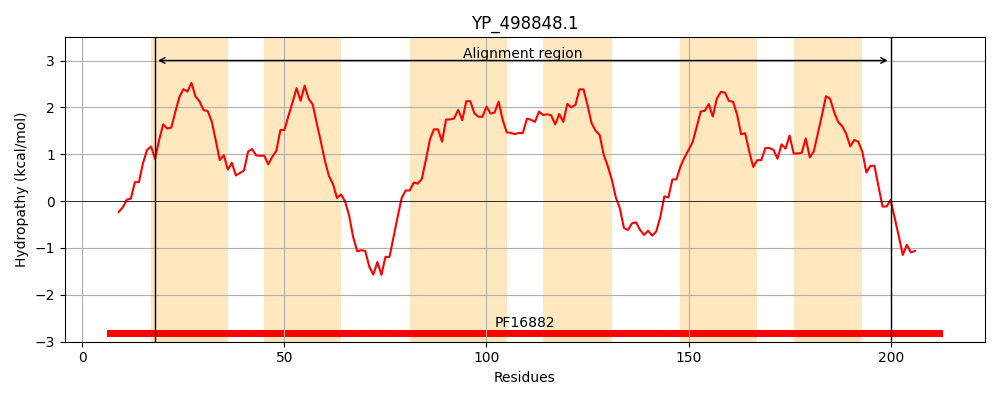 YP_498848.1
Alignment region
3
2
1
0
−1
−2
−3
Hydropathy (kcal/mol)
PF16882
0
50
100
150
200
Residues